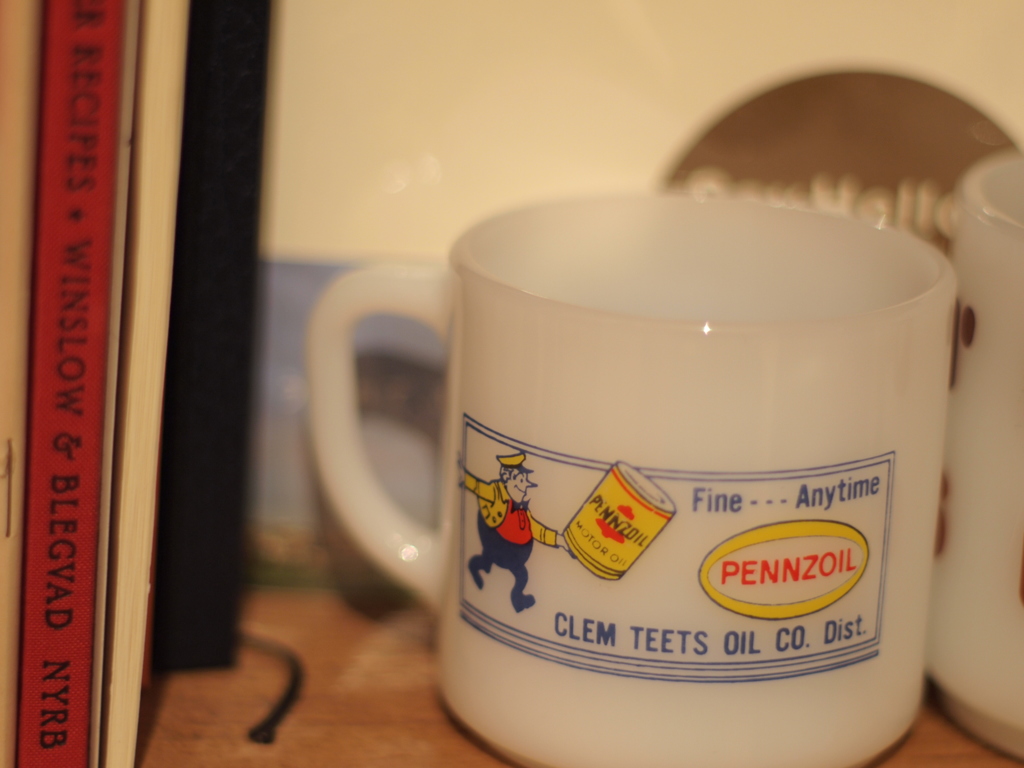 RECIPES • WINSLOW & BLEGVAD NYRB
Fine --- Anytime
PENNZOIL
MOTOR OIL
PENNZOIL
CLEM TEETS OIL CO. Dist.